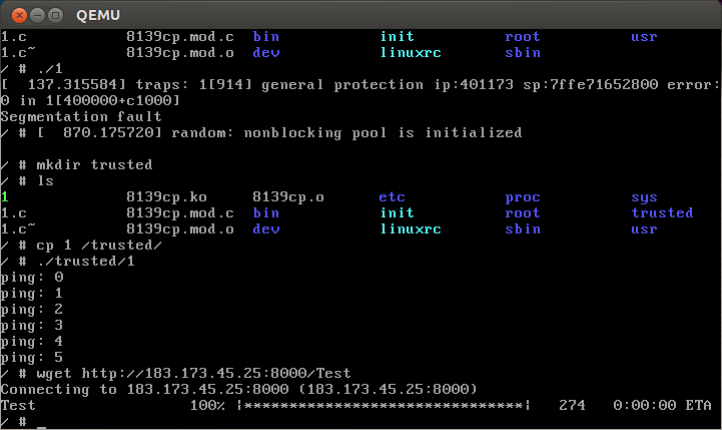 QEMU
1.c 8139cp.mod.c bin init root usr
1.c~ 8139cp.mod.o dev linuxrc sbin
/ # ./1
[  137.315584] traps: 1[914] general protection ip:401173 sp:7ffe71652800 error:
0 in 1[400000+c1000]
Segmentation fault
/ # [  870.175720] random: nonblocking pool is initialized
/ # mkdir trusted
/ # ls
1 8139cp.ko 8139cp.o etc proc sys
1.c 8139cp.mod.c bin init root trusted
1.c~ 8139cp.mod.o dev linuxrc sbin usr
/ # cp 1 /trusted/
/ # ./trusted/1
ping: 0
ping: 1
ping: 2
ping: 3
ping: 4
ping: 5
/ # wget http://183.173.45.25:8000/Test
Connecting to 183.173.45.25:8000 (183.173.45.25:8000)
Test 100% |*******************************| 274 0:00:00 ETA
/ # _